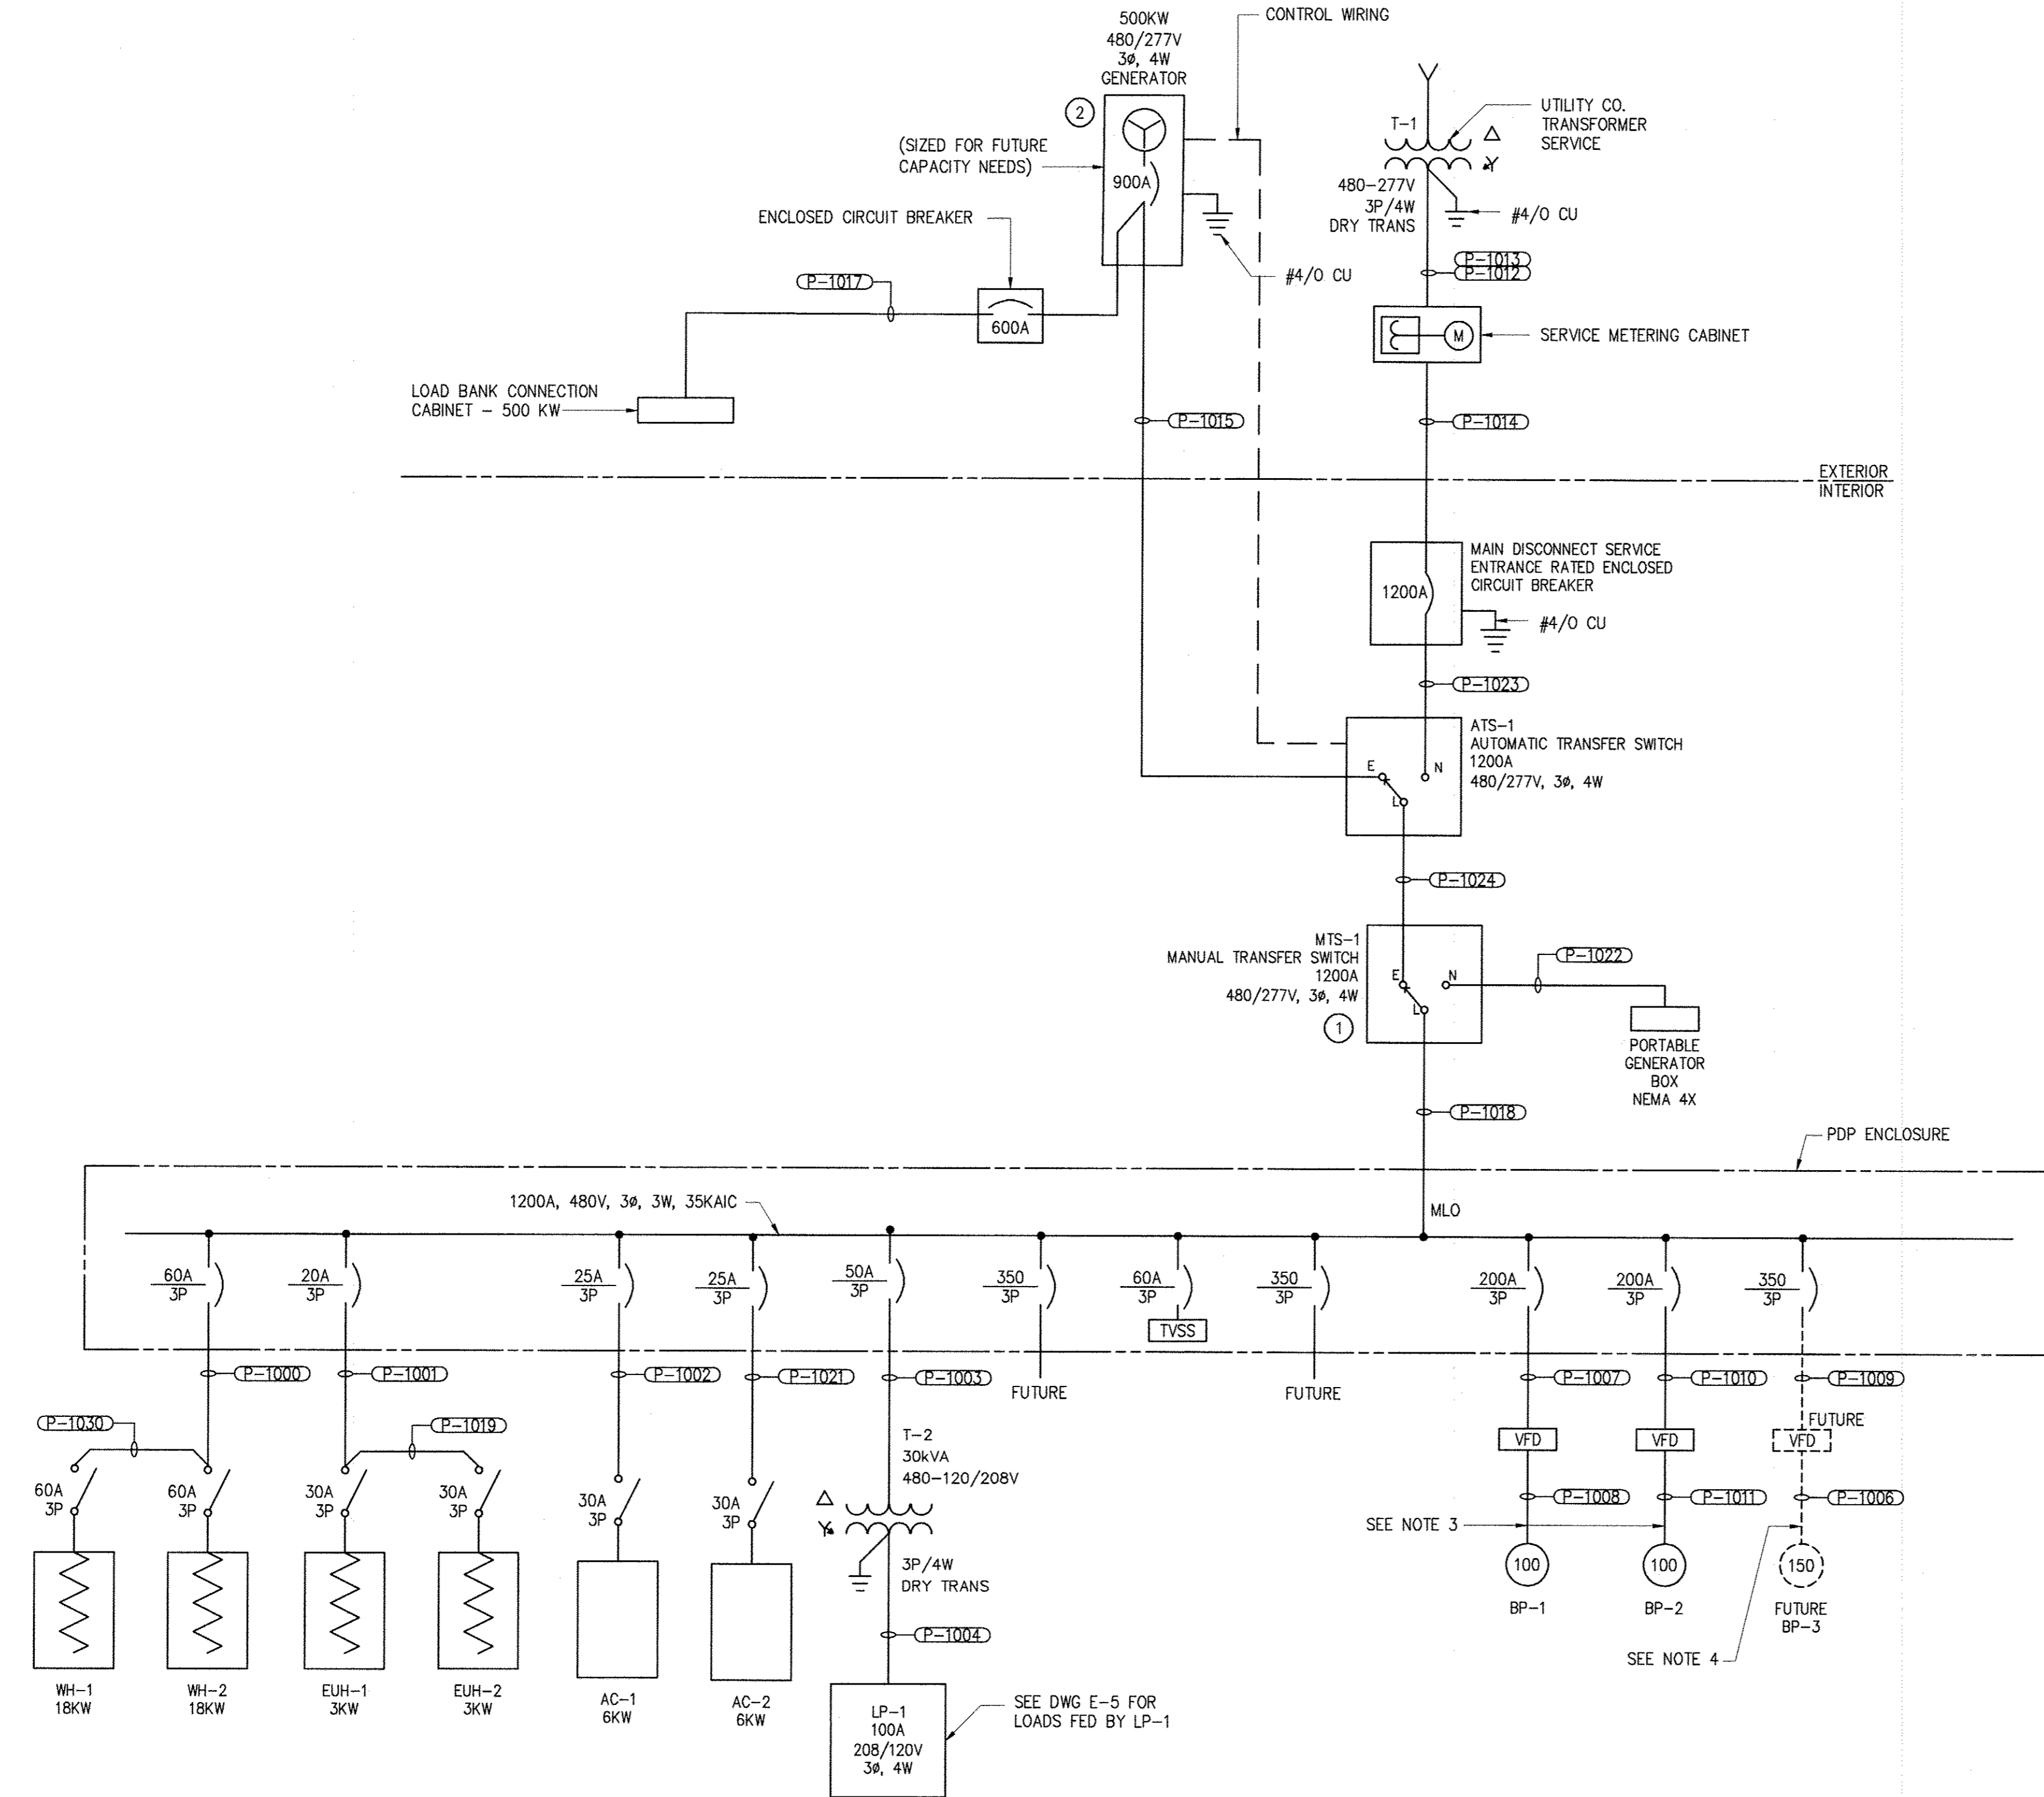 500KW
480/277V
3ø, 4W
GENERATOR
CONTROL WIRING
2
(SIZED FOR FUTURE
CAPACITY NEEDS)
900A
T-1
UTILITY CO.
TRANSFORMER
SERVICE
Y
480-277V
3P/4W
DRY TRANS
#4/0 CU
ENCLOSED CIRCUIT BREAKER
#4/0 CU
P-1013
P-1012
P-1017
600A
M
SERVICE METERING CABINET
LOAD BANK CONNECTION
CABINET - 500 KW
P-1015
P-1014
EXTERIOR
INTERIOR
1200A
MAIN DISCONNECT SERVICE
ENTRANCE RATED ENCLOSED
CIRCUIT BREAKER
#4/0 CU
P-1023
ATS-1
AUTOMATIC TRANSFER SWITCH
1200A
480/277V, 3ø, 4W
E
N
L
P-1024
MTS-1
MANUAL TRANSFER SWITCH
1200A
480/277V, 3ø, 4W
1
E
N
L
P-1022
PORTABLE
GENERATOR
BOX
NEMA 4X
P-1018
PDP ENCLOSURE
1200A, 480V, 3ø, 3W, 35KAIC
MLO
60A
3P
20A
3P
25A
3P
25A
3P
50A
3P
350
3P
60A
3P
TVSS
350
3P
200A
3P
200A
3P
350
3P
P-1000
P-1001
P-1002
P-1021
P-1003
FUTURE
FUTURE
P-1007
P-1010
P-1009
P-1030
P-1019
FUTURE
VFD
VFD
VFD
T-2
30kVA
480-120/208V
60A
3P
60A
3P
30A
3P
30A
3P
30A
3P
30A
3P
Y
P-1008
P-1011
P-1006
SEE NOTE 3
3P/4W
DRY TRANS
100
100
150
BP-1
BP-2
FUTURE
BP-3
P-1004
SEE NOTE 4
WH-1
18KW
WH-2
18KW
EUH-1
3KW
EUH-2
3KW
AC-1
6KW
AC-2
6KW
LP-1
100A
208/120V
3ø, 4W
SEE DWG E-5 FOR
LOADS FED BY LP-1